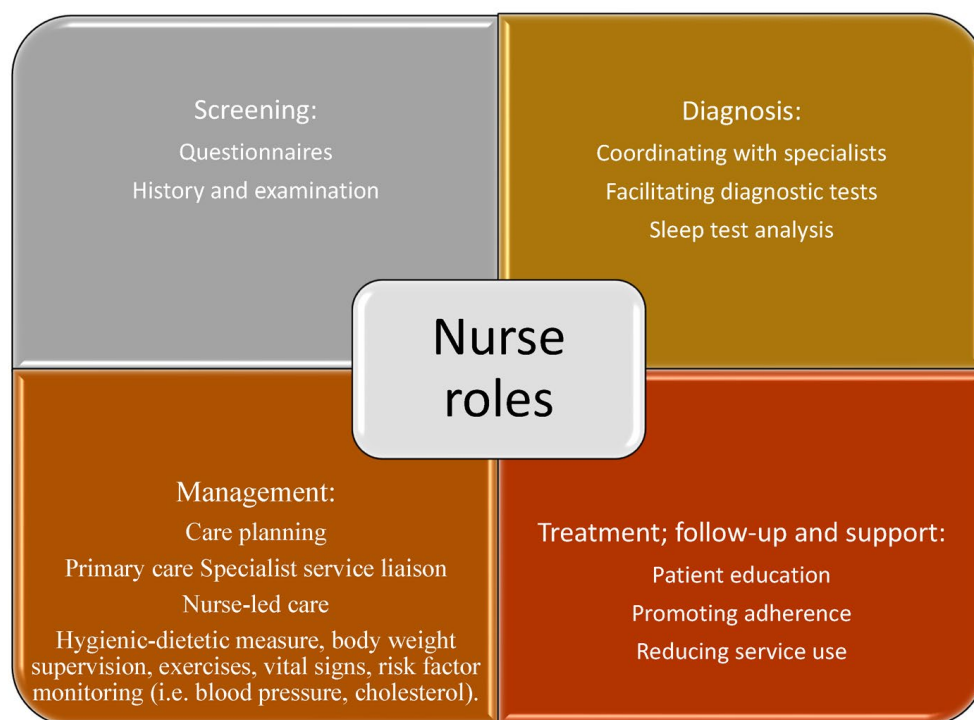 Screening:
Questionnaires
History and examination
Diagnosis:
Coordinating with specialists
Facilitating diagnostic tests
Sleep test analysis
Nurse
roles
Management:
Care planning
Primary care Specialist service liaison
Nurse-led care
Hygienic-dietetic measure, body weight
supervision, exercises, vital signs, risk factor
monitoring (i.e. blood pressure, cholesterol).
Treatment; follow-up and support:
Patient education
Promoting adherence
Reducing service use